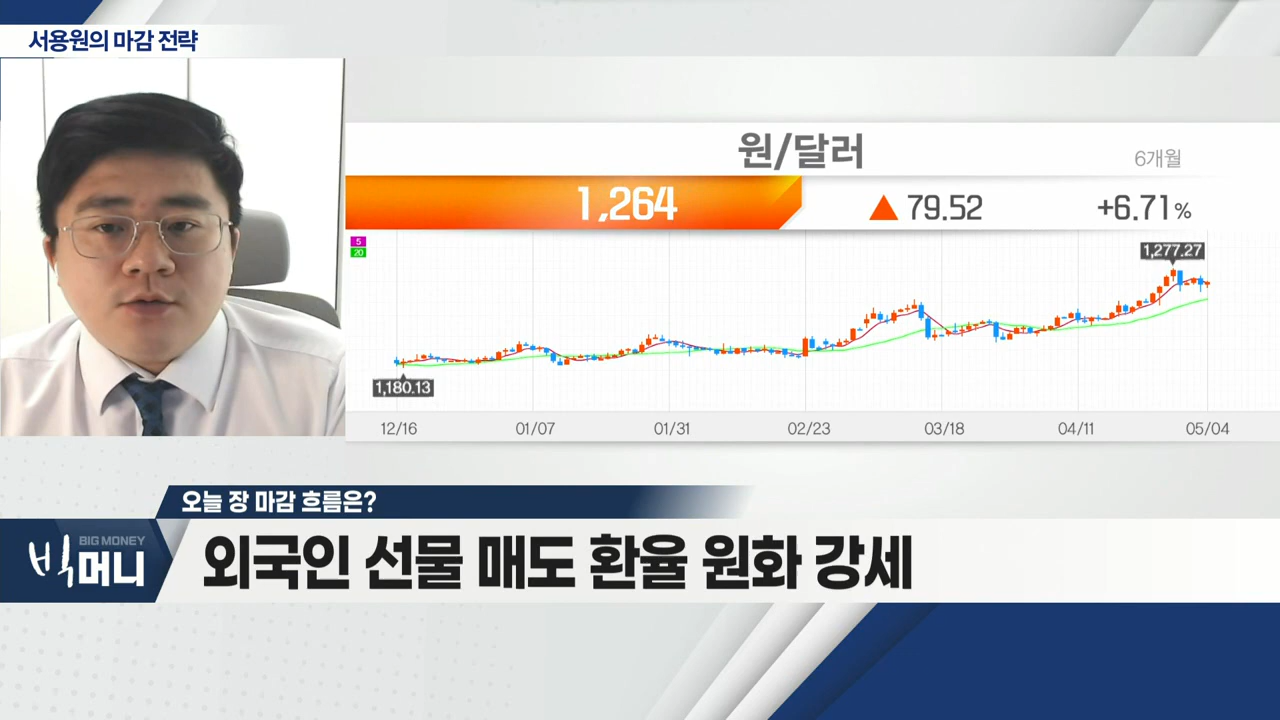 서용원의 마감 전략
원/달러
6개월
1,264 ▲ 79.52 +6.71%
5
20
1,277.27
1,180.13
12/16 01/07 01/31 02/23 03/18 04/11 05/04
오늘 장 마감 흐름은?
BIG MONEY
빅머니
외국인 선물 매도 환율 원화 강세